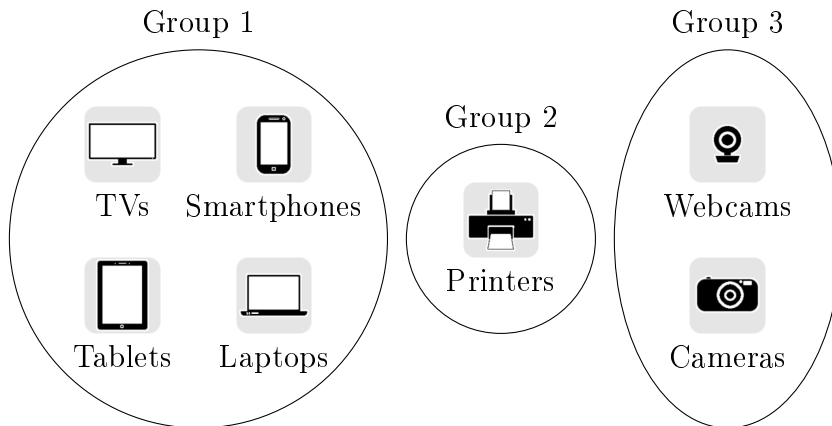 Group 1
TVs
Smartphones
Tablets
Laptops
Group 2
Printers
Group 3
Webcams
Cameras